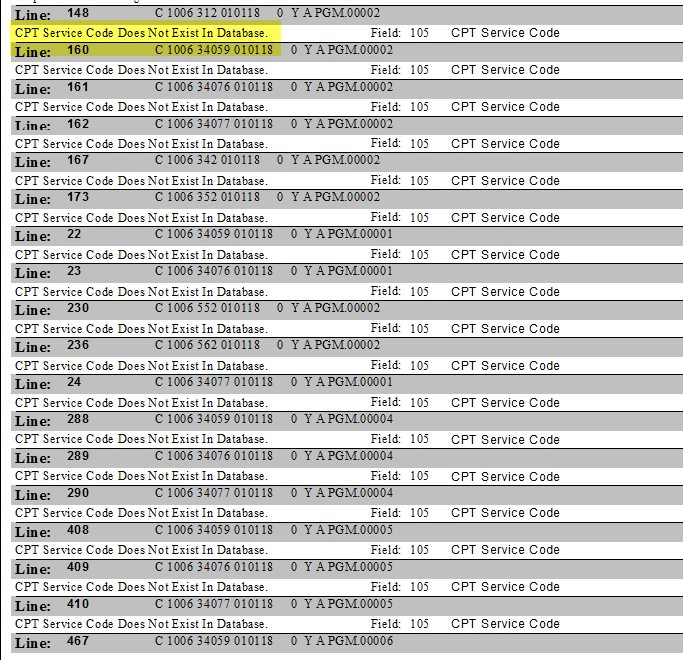 Line: 148 C 1006 312 010118 0 Y A PGM.00002
CPT Service Code Does Not Exist In Database. Field: 105 CPT Service Code
Line: 160 C 1006 34059 010118 0 Y A PGM.00002
CPT Service Code Does Not Exist In Database. Field: 105 CPT Service Code
Line: 161 C 1006 34076 010118 0 Y A PGM.00002
CPT Service Code Does Not Exist In Database. Field: 105 CPT Service Code
Line: 162 C 1006 34077 010118 0 Y A PGM.00002
CPT Service Code Does Not Exist In Database. Field: 105 CPT Service Code
Line: 167 C 1006 342 010118 0 Y A PGM.00002
CPT Service Code Does Not Exist In Database. Field: 105 CPT Service Code
Line: 173 C 1006 352 010118 0 Y A PGM.00002
CPT Service Code Does Not Exist In Database. Field: 105 CPT Service Code
Line: 22 C 1006 34059 010118 0 Y A PGM.00001
CPT Service Code Does Not Exist In Database. Field: 105 CPT Service Code
Line: 23 C 1006 34076 010118 0 Y A PGM.00001
CPT Service Code Does Not Exist In Database. Field: 105 CPT Service Code
Line: 230 C 1006 552 010118 0 Y A PGM.00002
CPT Service Code Does Not Exist In Database. Field: 105 CPT Service Code
Line: 236 C 1006 562 010118 0 Y A PGM.00002
CPT Service Code Does Not Exist In Database. Field: 105 CPT Service Code
Line: 24 C 1006 34077 010118 0 Y A PGM.00001
CPT Service Code Does Not Exist In Database. Field: 105 CPT Service Code
Line: 288 C 1006 34059 010118 0 Y A PGM.00004
CPT Service Code Does Not Exist In Database. Field: 105 CPT Service Code
Line: 289 C 1006 34076 010118 0 Y A PGM.00004
CPT Service Code Does Not Exist In Database. Field: 105 CPT Service Code
Line: 290 C 1006 34077 010118 0 Y A PGM.00004
CPT Service Code Does Not Exist In Database. Field: 105 CPT Service Code
Line: 408 C 1006 34059 010118 0 Y A PGM.00005
CPT Service Code Does Not Exist In Database. Field: 105 CPT Service Code
Line: 409 C 1006 34076 010118 0 Y A PGM.00005
CPT Service Code Does Not Exist In Database. Field: 105 CPT Service Code
Line: 410 C 1006 34077 010118 0 Y A PGM.00005
CPT Service Code Does Not Exist In Database. Field: 105 CPT Service Code
Line: 467 C 1006 34059 010118 0 Y A PGM.00006